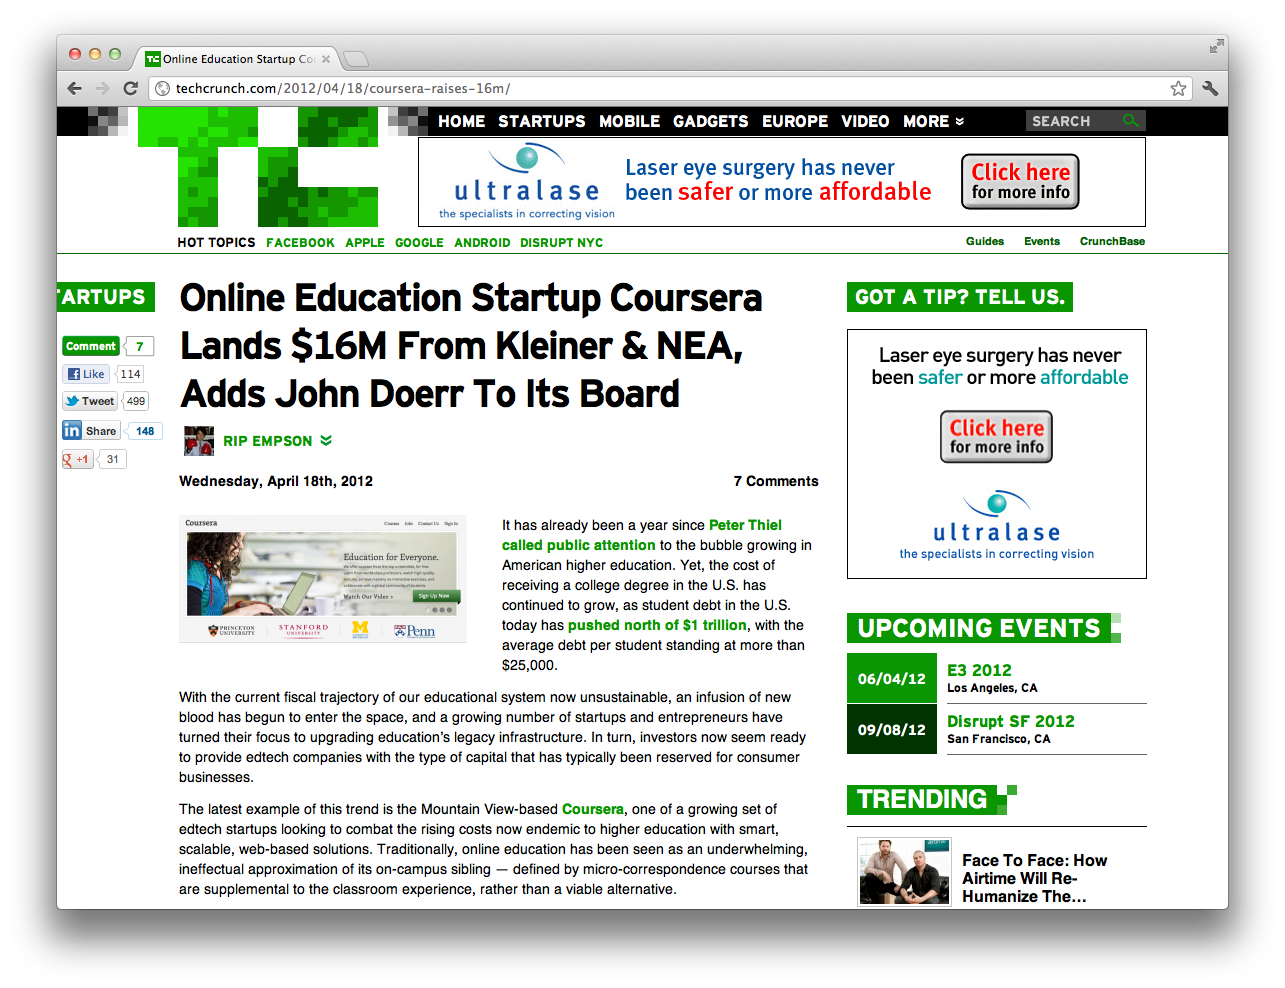 Online Education Startup Co
techcrunch.com/2012/04/18/coursera-raises-16m/
TC
HOME STARTUPS MOBILE GADGETS EUROPE VIDEO MORE
SEARCH
ultralase
the specialists in correcting vision
Laser eye surgery has never
been safer or more affordable
Click here
for more info
HOT TOPICS FACEBOOK APPLE GOOGLE ANDROID DISRUPT NYC
Guides Events CrunchBase
TARTUPS
Comment 7
Like 114
Tweet 499
in Share 148
+1 31
Online Education Startup Coursera
Lands $16M From Kleiner & NEA,
Adds John Doerr To Its Board
RIP EMPSON
Wednesday, April 18th, 2012
7 Comments
Coursera
Courses Jobs Contact Us Sign In
Education for Everyone.
Watch Our Video »
Sign Up Now
PRINCETON
UNIVERSITY
STANFORD
UNIVERSITY
M
Penn
It has already been a year since Peter Thiel
called public attention to the bubble growing in
American higher education. Yet, the cost of
receiving a college degree in the U.S. has
continued to grow, as student debt in the U.S.
today has pushed north of $1 trillion, with the
average debt per student standing at more than
$25,000.
With the current fiscal trajectory of our educational system now unsustainable, an infusion of new
blood has begun to enter the space, and a growing number of startups and entrepreneurs have
turned their focus to upgrading education's legacy infrastructure. In turn, investors now seem ready
to provide edtech companies with the type of capital that has typically been reserved for consumer
businesses.
The latest example of this trend is the Mountain View-based Coursera, one of a growing set of
edtech startups looking to combat the rising costs now endemic to higher education with smart,
scalable, web-based solutions. Traditionally, online education has been seen as an underwhelming,
ineffectual approximation of its on-campus sibling — defined by micro-correspondence courses that
are supplemental to the classroom experience, rather than a viable alternative.
GOT A TIP? TELL US.
Laser eye surgery has never
been safer or more affordable
Click here
for more info
ultralase
the specialists in correcting vision
UPCOMING EVENTS
06/04/12
E3 2012
Los Angeles, CA
09/08/12
Disrupt SF 2012
San Francisco, CA
TRENDING
Face To Face: How
Airtime Will Re-
Humanize The...